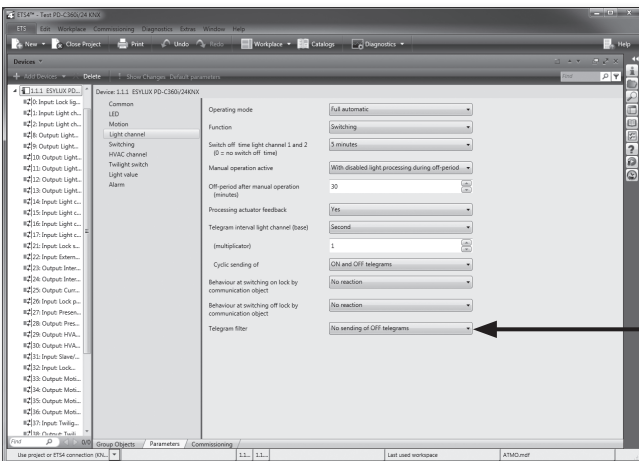 ETS4™ - Test PD-C360i/24 KNX
ETS Edit Workplace Commissioning Diagnostics Extras Window Help
New Close Project Print Undo Redo Workplace Catalogs Diagnostics Help
Devices
Add Devices Delete Show Changes Default parameters Find
1.1.1 ESYLUX PD-...
0: Input: Lock lig...
1: Input: Light ch...
2: Input: Light ch...
8: Output: Light...
9: Output: Light...
10: Output: Light...
11: Output: Light...
12: Output: Light...
13: Output: Light...
14: Input: Light c...
15: Input: Light c...
16: Input: Light c...
17: Input: Light c...
21: Input: Lock s...
22: Input: Extern...
23: Output: Inter...
24: Output: Inter...
25: Output: Curr...
26: Input: Lock p...
27: Input: Presen...
28: Output: Pres...
29: Output: HVA...
30: Output: HVA...
31: Input: Slave/...
32: Input: Lock...
33: Output: Moti...
34: Output: Moti...
35: Output: Moti...
36: Output: Moti...
37: Input: Twilig...
38: Output: Twili...
Find 0/0
Device: 1.1.1 ESYLUX PD-C360i/24KNX
Common
LED
Motion
Light channel
Switching
HVAC channel
Twilight switch
Light value
Alarm
Operating mode Full automatic
Function Switching
Switch off time light channel 1 and 2 5 minutes
(0 = no switch off time)
Manual operation active With disabled light processing during off-period
Off-period after manual operation 30
(minutes)
Processing actuator feedback Yes
Telegram interval light channel (base) Second
(multiplicator) 1
Cyclic sending of ON and OFF telegrams
Behaviour at switching on lock by No reaction
communication object
Behaviour at switching off lock by No reaction
communication object
Telegram filter No sending of OFF telegrams
Group Objects Parameters Commissioning
Use project or ETS4 connection (KN... 1.1... 1.1... Last used workspace ATMO.mdf